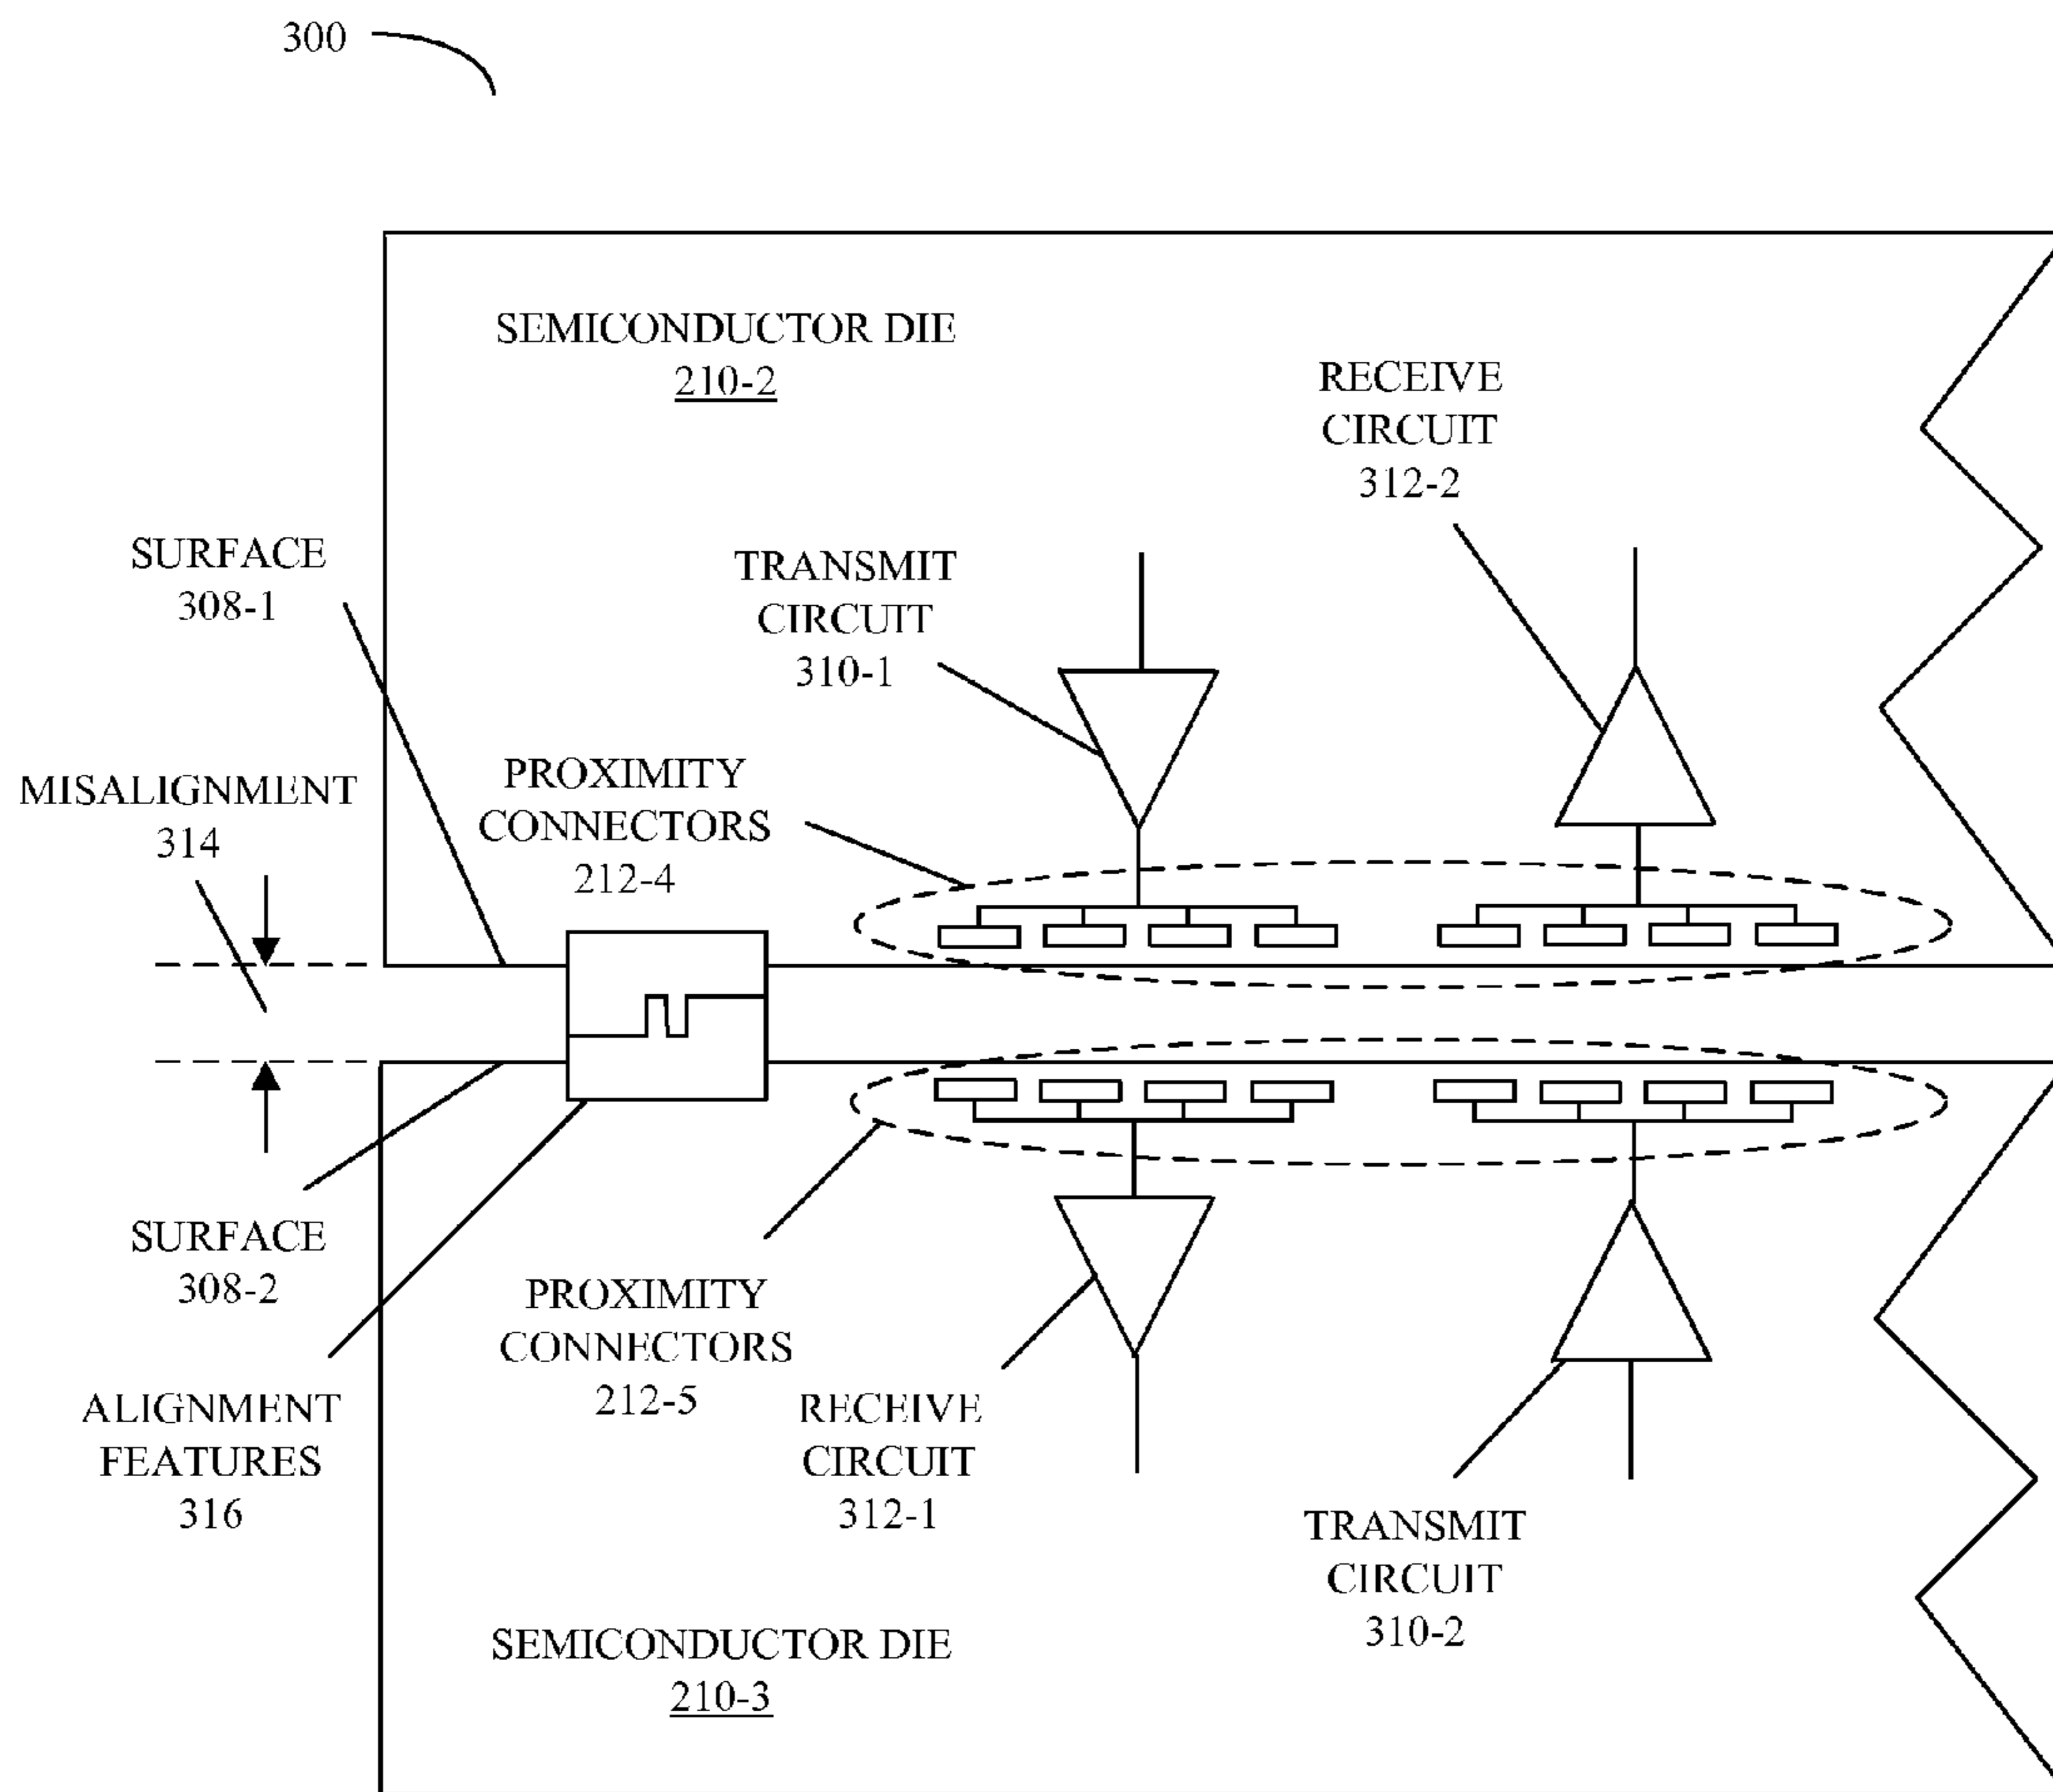 300
SEMICONDUCTOR DIE
210-2
RECEIVE
CIRCUIT
312-2
SURFACE
308-1
TRANSMIT
CIRCUIT
310-1
MISALIGNMENT
314
PROXIMITY
CONNECTORS
212-4
SURFACE
308-2
PROXIMITY
CONNECTORS
212-5
ALIGNMENT
FEATURES
316
RECEIVE
CIRCUIT
312-1
TRANSMIT
CIRCUIT
310-2
SEMICONDUCTOR DIE
210-3